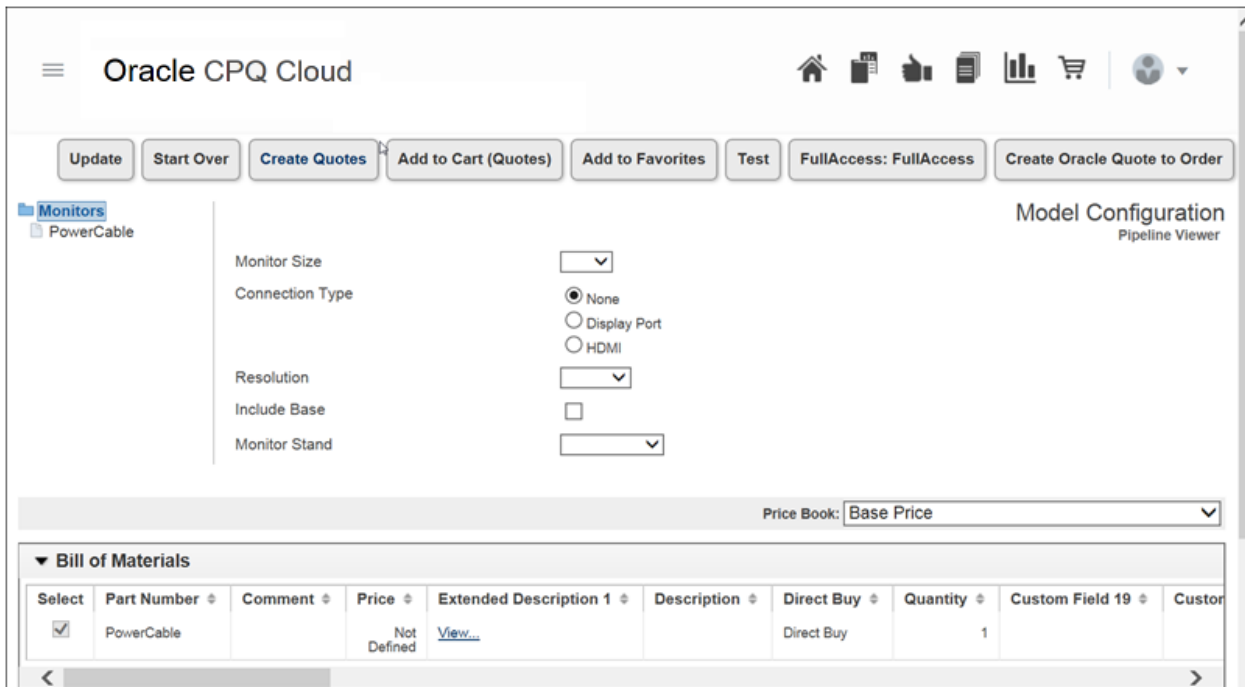 Oracle CPQ Cloud
Update Start Over Create Quotes Add to Cart (Quotes) Add to Favorites Test FullAccess: FullAccess Create Oracle Quote to Order
Monitors
PowerCable
Model Configuration
Pipeline Viewer
Monitor Size
Connection Type
None
Display Port
HDMI
Resolution
Include Base
Monitor Stand
Price Book: Base Price
Bill of Materials
Select Part Number Comment Price Extended Description 1 Description Direct Buy Quantity Custom Field 19 Custor
PowerCable Not Defined View... Direct Buy 1